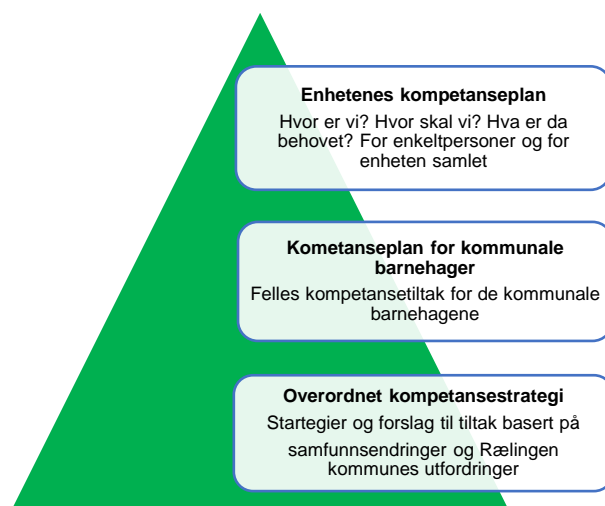 Enhetenes kompetanseplan
Hvor er vi? Hvor skal vi? Hva er da
behovet? For enkeltpersoner og for
enheten samlet
Kometanseplan for kommunale
barnehager
Felles kompetansetiltak for de kommunale
barnehagene
Overordnet kompetansestrategi
Startegier og forslag til tiltak basert på
samfunnsendringer og Rælingen
kommunes utfordringer